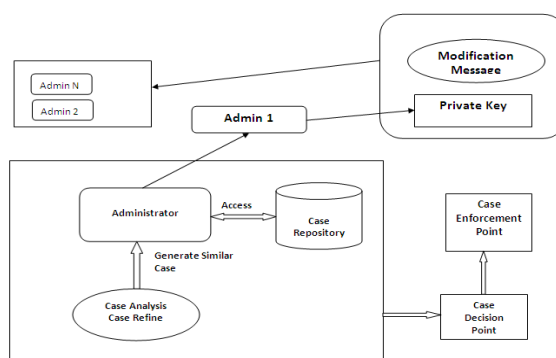 Modification
Message
Admin N
Admin 2
Private Key
Admin 1
Administrator
Access
Case
Repository
Case
Enforcement
Point
Generate Similar
Case
Case Analysis
Case Refine
Case
Decision
Point